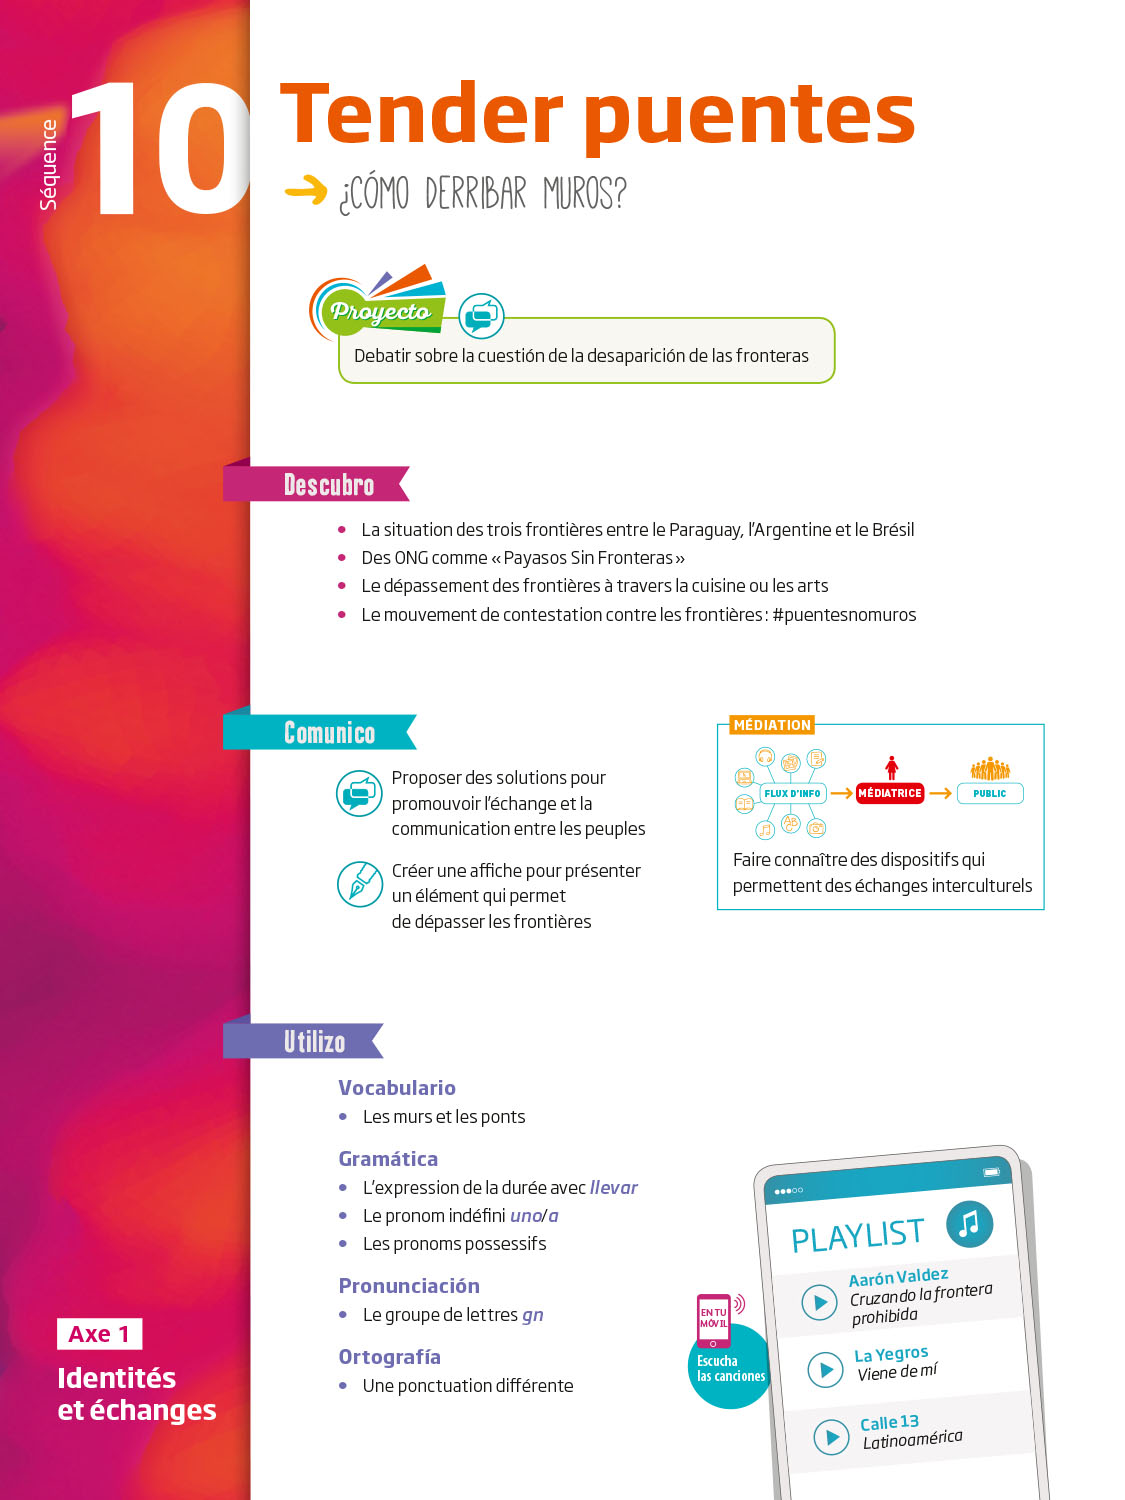 Séquence
10
Tender puentes
¿CÓMO DERRIBAR MUROS?
Proyecto
Debatir sobre la cuestión de la desaparición de las fronteras
Descubro
• La situation des trois frontières entre le Paraguay, l'Argentine et le Brésil
• Des ONG comme « Payasos Sin Fronteras »
• Le dépassement des frontières à travers la cuisine ou les arts
• Le mouvement de contestation contre les frontières : #puentesnomuros
Comunico
Proposer des solutions pour
promouvoir l'échange et la
communication entre les peuples
Créer une affiche pour présenter
un élément qui permet
de dépasser les frontières
MÉDIATION
FLUX D'INFO
MÉDIATRICE
PUBLIC
Faire connaître des dispositifs qui
permettent des échanges interculturels
Utilizo
Vocabulario
• Les murs et les ponts
Gramática
• L'expression de la durée avec llevar
• Le pronom indéfini uno/a
• Les pronoms possessifs
Pronunciación
• Le groupe de lettres gn
Ortografía
• Une ponctuation différente
EN TU
MÓVIL
Escucha
las canciones
PLAYLIST
Aarón Valdez
Cruzando la frontera
prohibida
La Yegros
Viene de mí
Calle 13
Latinoamérica
Axe 1
Identités
et échanges